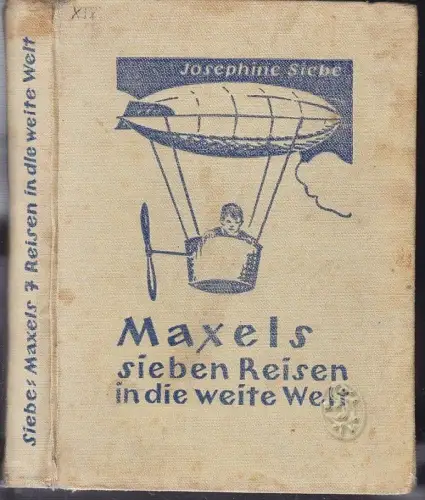 Josephine Siebe
Maxels
sieben Reisen
in die weite Welt
Siebe: Maxels 7 Reisen in die weite Welt